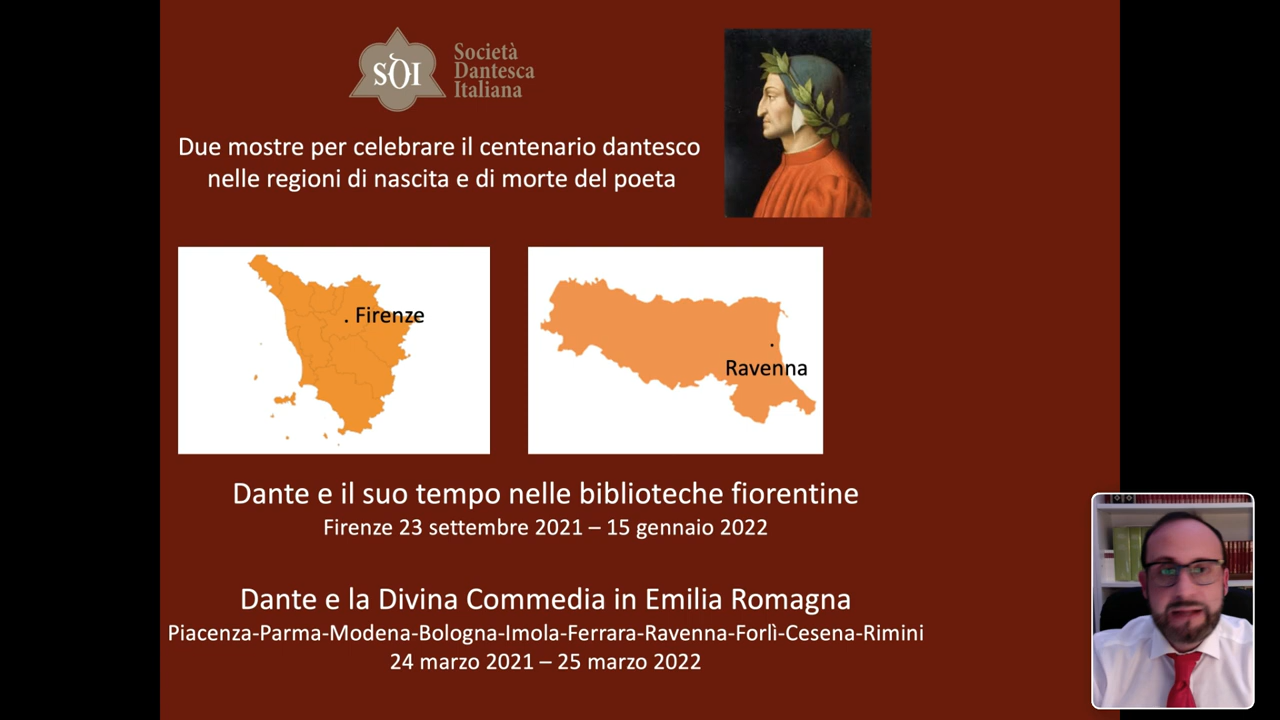 SDI
Società
Dantesca
Italiana
Due mostre per celebrare il centenario dantesco
nelle regioni di nascita e di morte del poeta
. Firenze
Ravenna
Dante e il suo tempo nelle biblioteche fiorentine
Firenze 23 settembre 2021 – 15 gennaio 2022
Dante e la Divina Commedia in Emilia Romagna
Piacenza-Parma-Modena-Bologna-Imola-Ferrara-Ravenna-Forlì-Cesena-Rimini
24 marzo 2021 – 25 marzo 2022